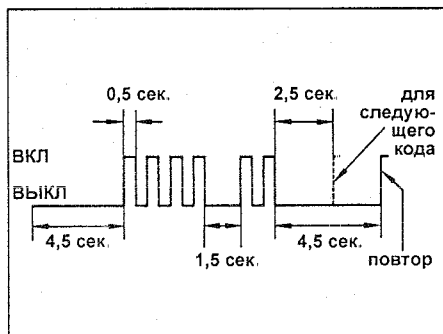 0,5 сек.
2,5 сек.
для
следую-
щего
кода
ВКЛ
ВЫКЛ
4,5 сек.
1,5 сек.
4,5 сек.
повтор